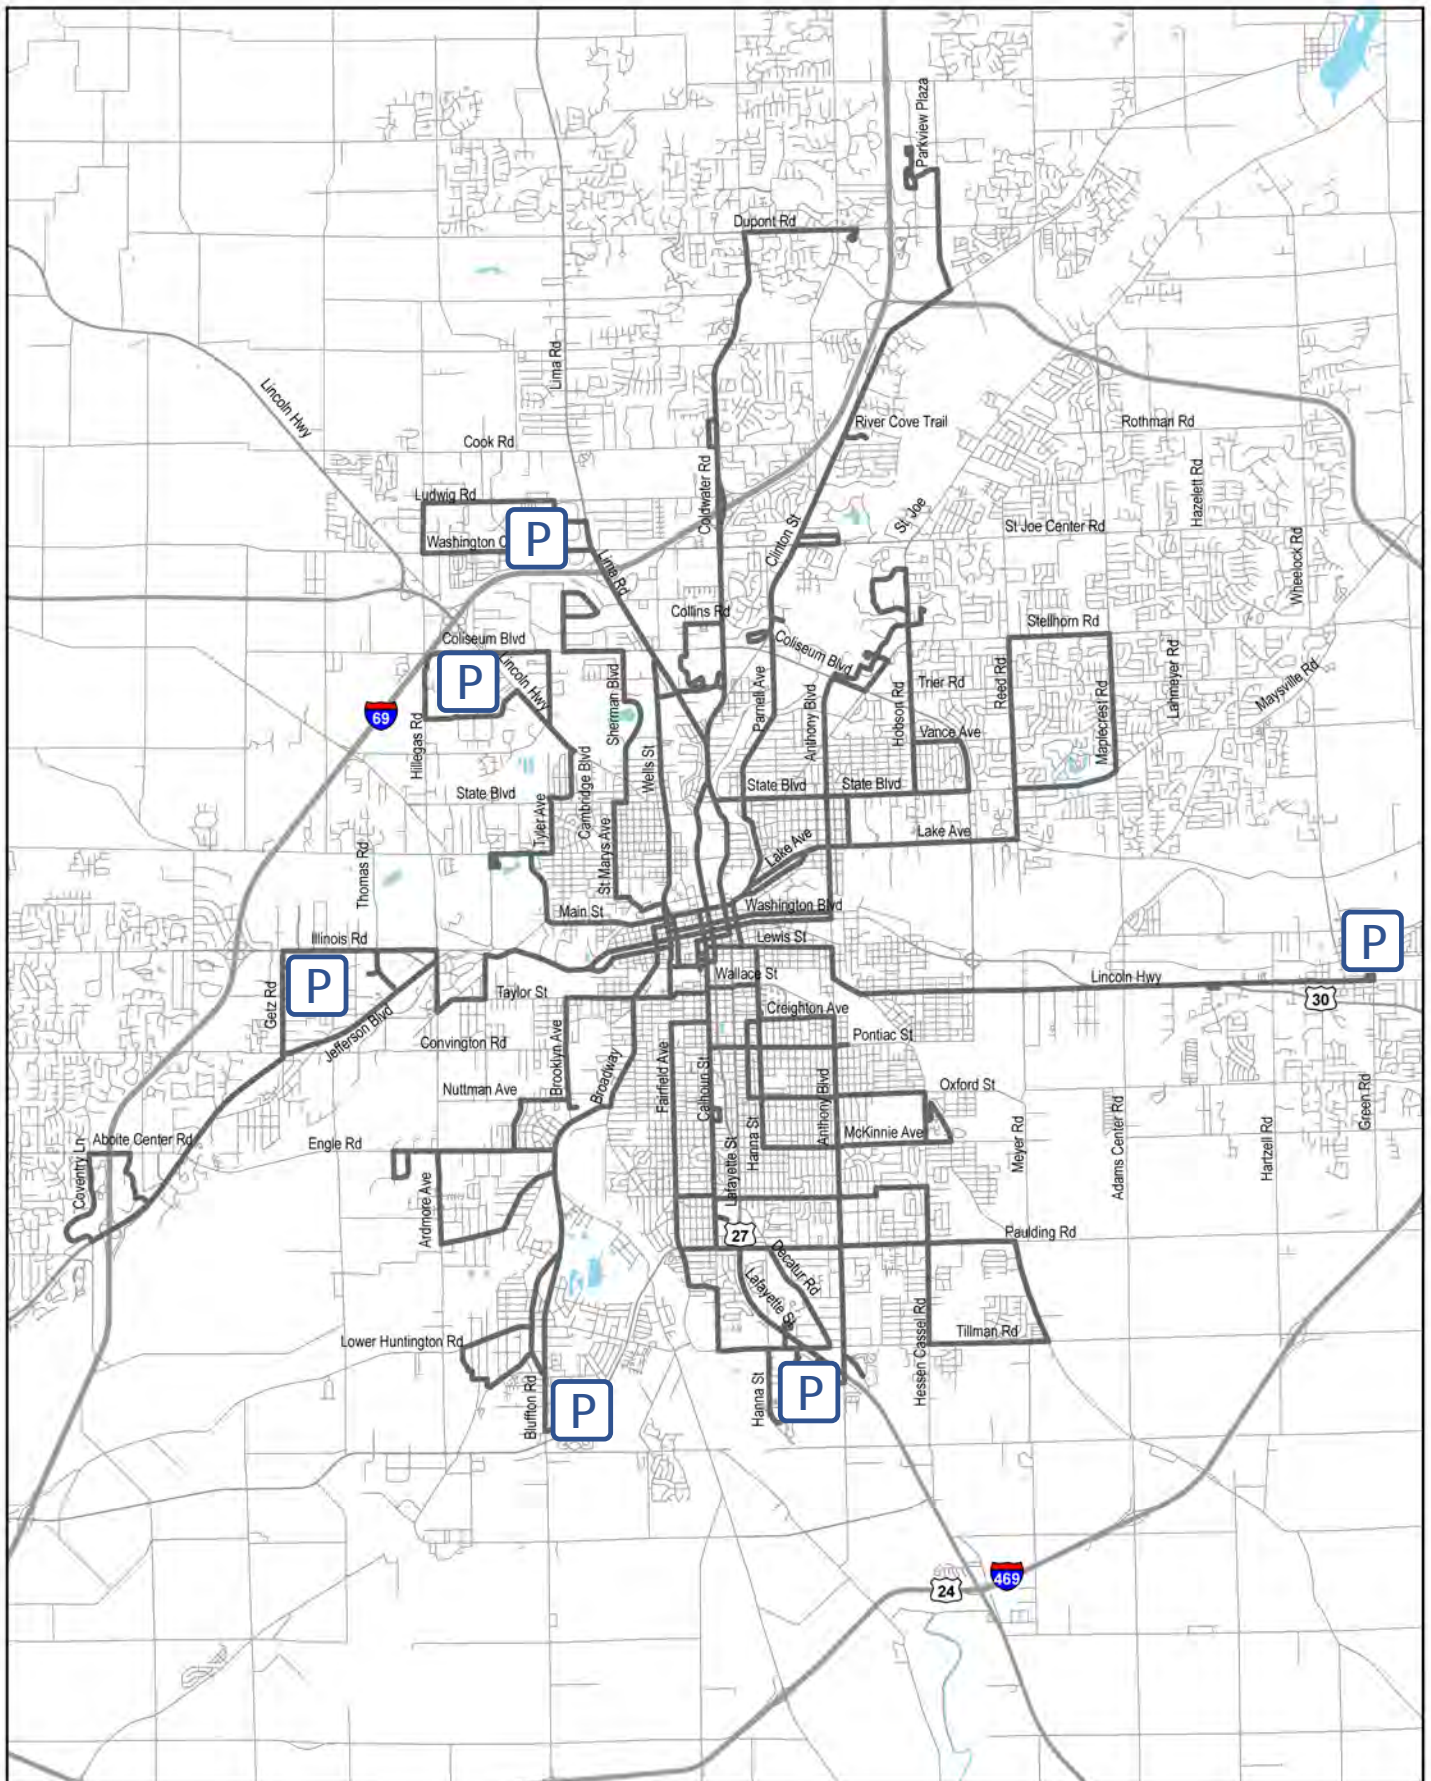 Parkview Plaza
Dupont Rd
Lima Rd
Lincoln Hwy
River Cove Trail
Rothman Rd
Cook Rd
Coldwater Rd
Hazelett Rd
Ludwig Rd
St. Joe
St Joe Center Rd
Washington C
P
Clinton St
Wheelock Rd
Lima Rd
Collins Rd
Stellhorn Rd
Coliseum Blvd
Coliseum Blvd
P
Lincoln Hwy
Sherman Blvd
Parnell Ave
Anthony Blvd
Hobson Rd
Trier Rd
Reed Rd
Maplecrest Rd
Lahmeyer Rd
Maysville Rd
69
Hillegas Rd
Vance Ave
Wells St
Cambridge Blvd
State Blvd
State Blvd
State Blvd
Tyler Ave
St Marys Ave
Lake Ave
Lake Ave
Thomas Rd
Main St
Washington Blvd
Illinois Rd
Lewis St
P
P
Getz Rd
Wallace St
Lincoln Hwy
30
Taylor St
Creighton Ave
Jefferson Blvd
Convington Rd
Pontiac St
Brooklyn Ave
Broadway
Fairfield Ave
Calhoun St
Nuttman Ave
Anthony Blvd
Oxford St
Green Rd
Aboite Center Rd
Engle Rd
Hanna St
McKinnie Ave
Meyer Rd
Adams Center Rd
Hartzell Rd
Coventry Ln
Ardmore Ave
Lafayette St
27
Paulding Rd
Decatur Rd
Lafayette St
Lower Huntington Rd
Hessen Cassel Rd
Tillman Rd
Bluffton Rd
P
Hanna St
P
24
469